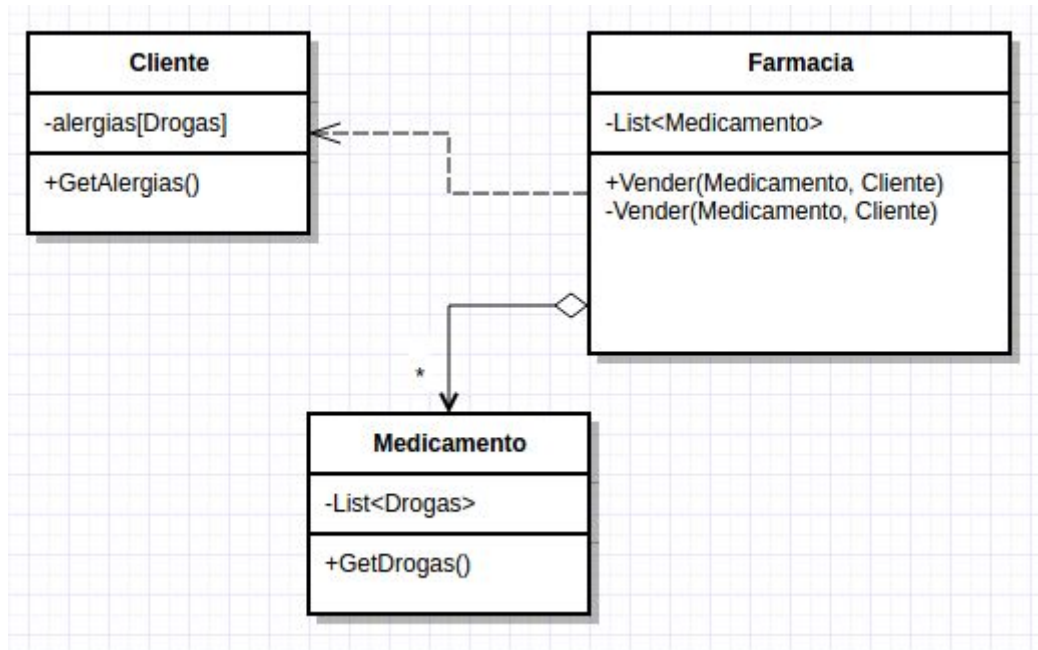 Cliente
-alergias[Drogas]
+GetAlergias()
Farmacia
-List<Medicamento>
+Vender(Medicamento, Cliente)
-Vender(Medicamento, Cliente)
*
Medicamento
-List<Drogas>
+GetDrogas()